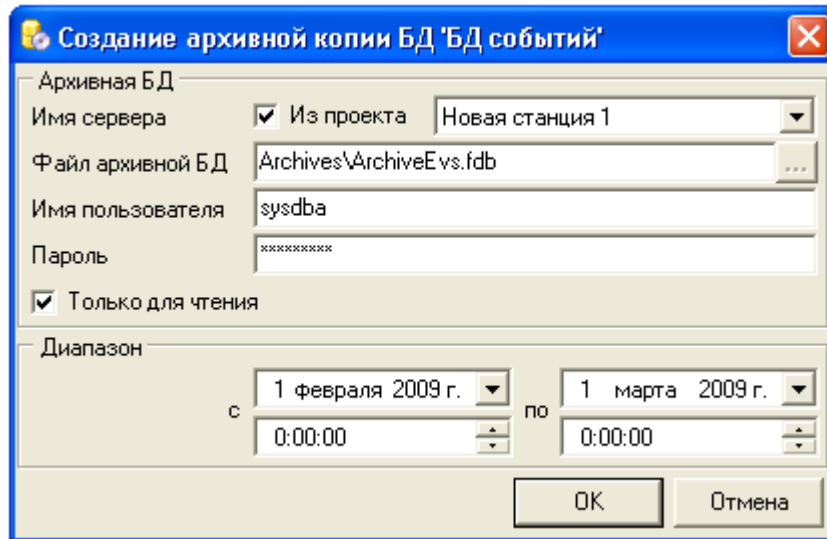 Создание архивной копии БД 'БД событий'
Архивная БД
Имя сервера Из проекта Новая станция 1
Файл архивной БД Archives\ArchiveEvs.fdb ...
Имя пользователя sysdba
Пароль *********
Только для чтения
Диапазон
с 1 февраля 2009 г. по 1 марта 2009 г.
0:00:00 0:00:00
OK Отмена